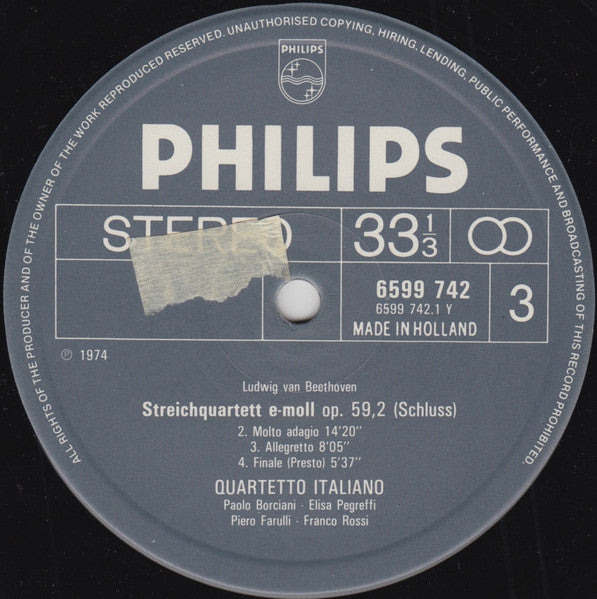 ALL RIGHTS OF THE PRODUCER AND OF THE OWNER OF THE WORK REPRODUCED RESERVED. UNAUTHORISED COPYING, HIRING, LENDING, PUBLIC PERFORMANCE AND BROADCASTING OF THIS RECORD PROHIBITED.
PHILIPS
PHILIPS
STEREO
33 1/3
6599 742
6599 742.1 Y
MADE IN HOLLAND
3
℗ 1974
Ludwig van Beethoven
Streichquartett e-moll op. 59,2 (Schluss)
2. Molto adagio 14'20''
3. Allegretto 8'05''
4. Finale (Presto) 5'37''
QUARTETTO ITALIANO
Paolo Borciani · Elisa Pegreffi
Piero Farulli · Franco Rossi